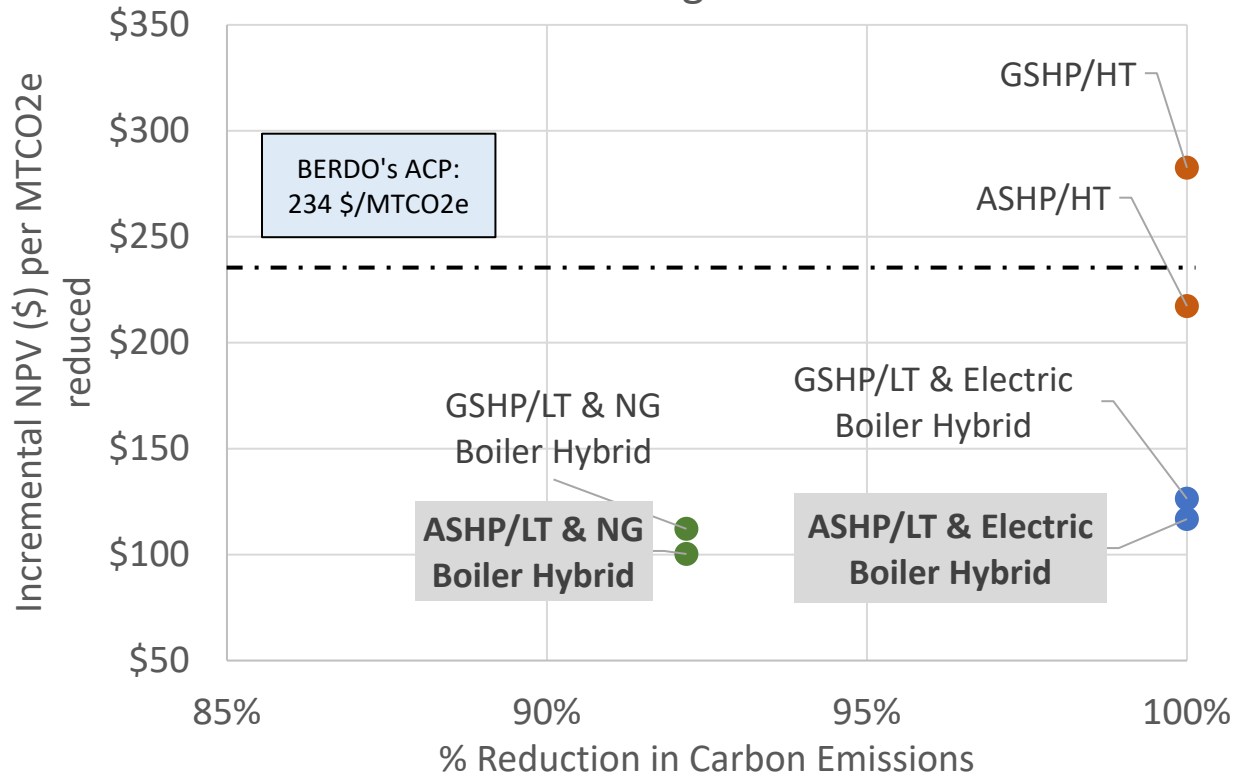 $350
$300
$250
$200
$150
$100
$50
Incremental NPV ($) per MTCO2e
reduced
BERDO's ACP:
234 $/MTCO2e
GSHP/HT
ASHP/HT
GSHP/LT & NG
Boiler Hybrid
GSHP/LT & Electric
Boiler Hybrid
ASHP/LT & NG
Boiler Hybrid
ASHP/LT & Electric
Boiler Hybrid
85%
90%
95%
100%
% Reduction in Carbon Emissions